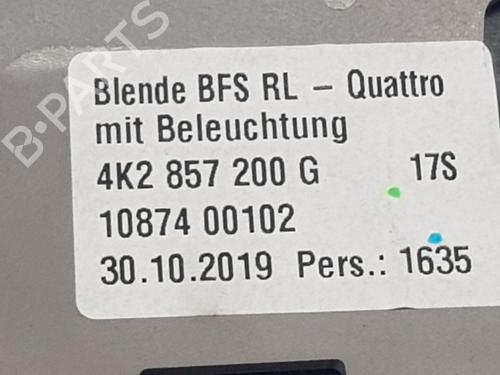 B-PARTS
Blende BFS RL – Quattro
mit Beleuchtung
4K2 857 200 G 17S
10874 00102
30.10.2019 Pers.: 1635